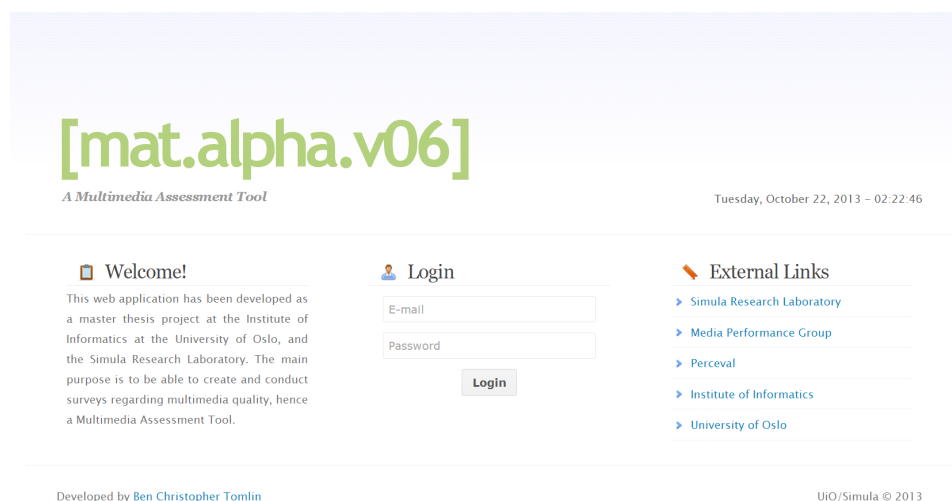 [mat.alpha.v06]
A Multimedia Assessment Tool
Tuesday, October 22, 2013 – 02:22:46
Welcome!
This web application has been developed as
a master thesis project at the Institute of
Informatics at the University of Oslo, and
the Simula Research Laboratory. The main
purpose is to be able to create and conduct
surveys regarding multimedia quality, hence
a Multimedia Assessment Tool.
Login
E-mail
Password
Login
External Links
Simula Research Laboratory
Media Performance Group
Perceval
Institute of Informatics
University of Oslo
Developed by Ben Christopher Tomlin
UiO/Simula © 2013